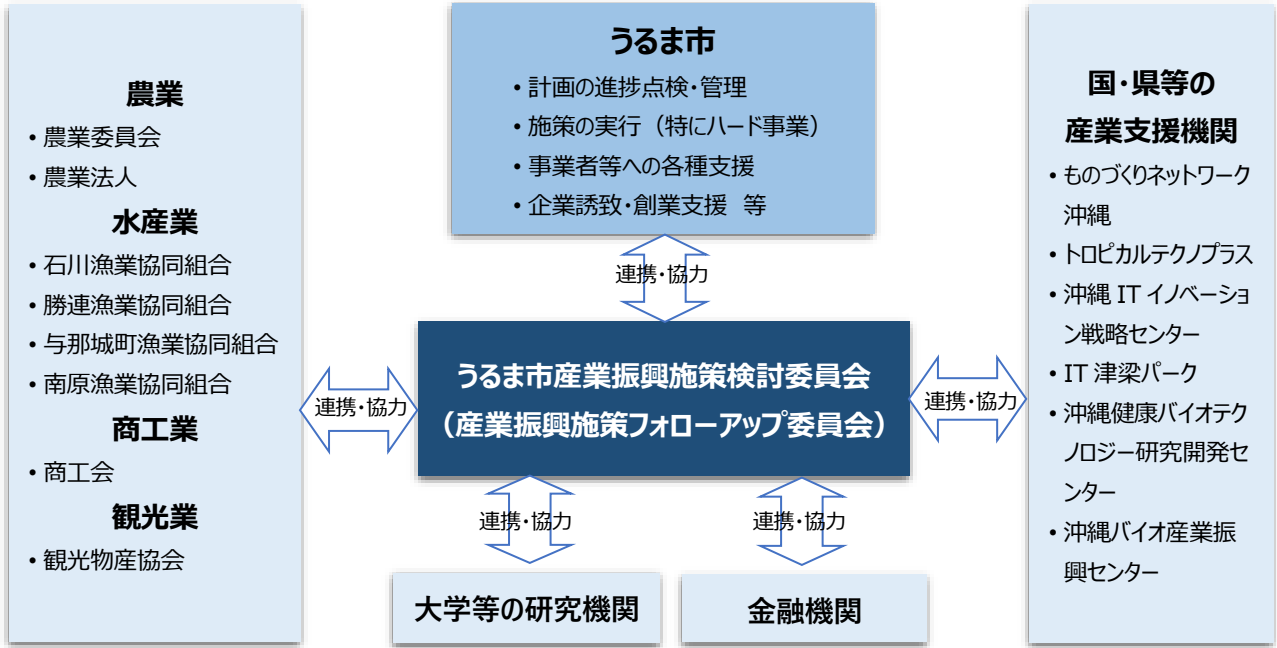 農業
・農業委員会
・農業法人
水産業
・石川漁業協同組合
・勝連漁業協同組合
・与那城町漁業協同組合
・南原漁業協同組合
商工業
・商工会
観光業
・観光物産協会
うるま市
・計画の進捗点検・管理
・施策の実行（特にハード事業）
・事業者等への各種支援
・企業誘致・創業支援　等
連携・協力
うるま市産業振興施策検討委員会
（産業振興施策フォローアップ委員会）
連携・協力
連携・協力
連携・協力
連携・協力
大学等の研究機関
金融機関
国・県等の
産業支援機関
・ものづくりネットワーク
沖縄
・トロピカルテクノプラス
・沖縄 IT イノベーショ
ン戦略センター
・IT 津梁パーク
・沖縄健康バイオテク
ノロジー研究開発セ
ンター
・沖縄バイオ産業振
興センター